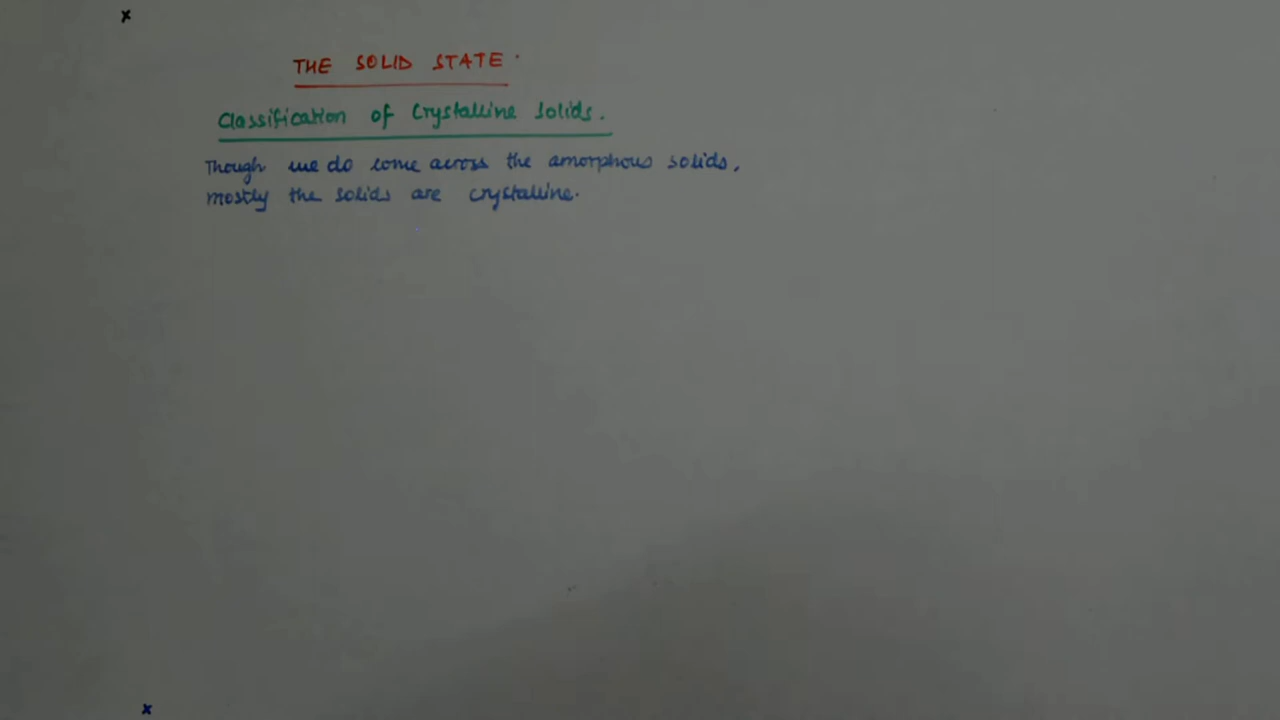 THE SOLID STATE.
Classification of Crystalline Solids.
Though we do come across the amorphous solids,
mostly the solids are crystalline.